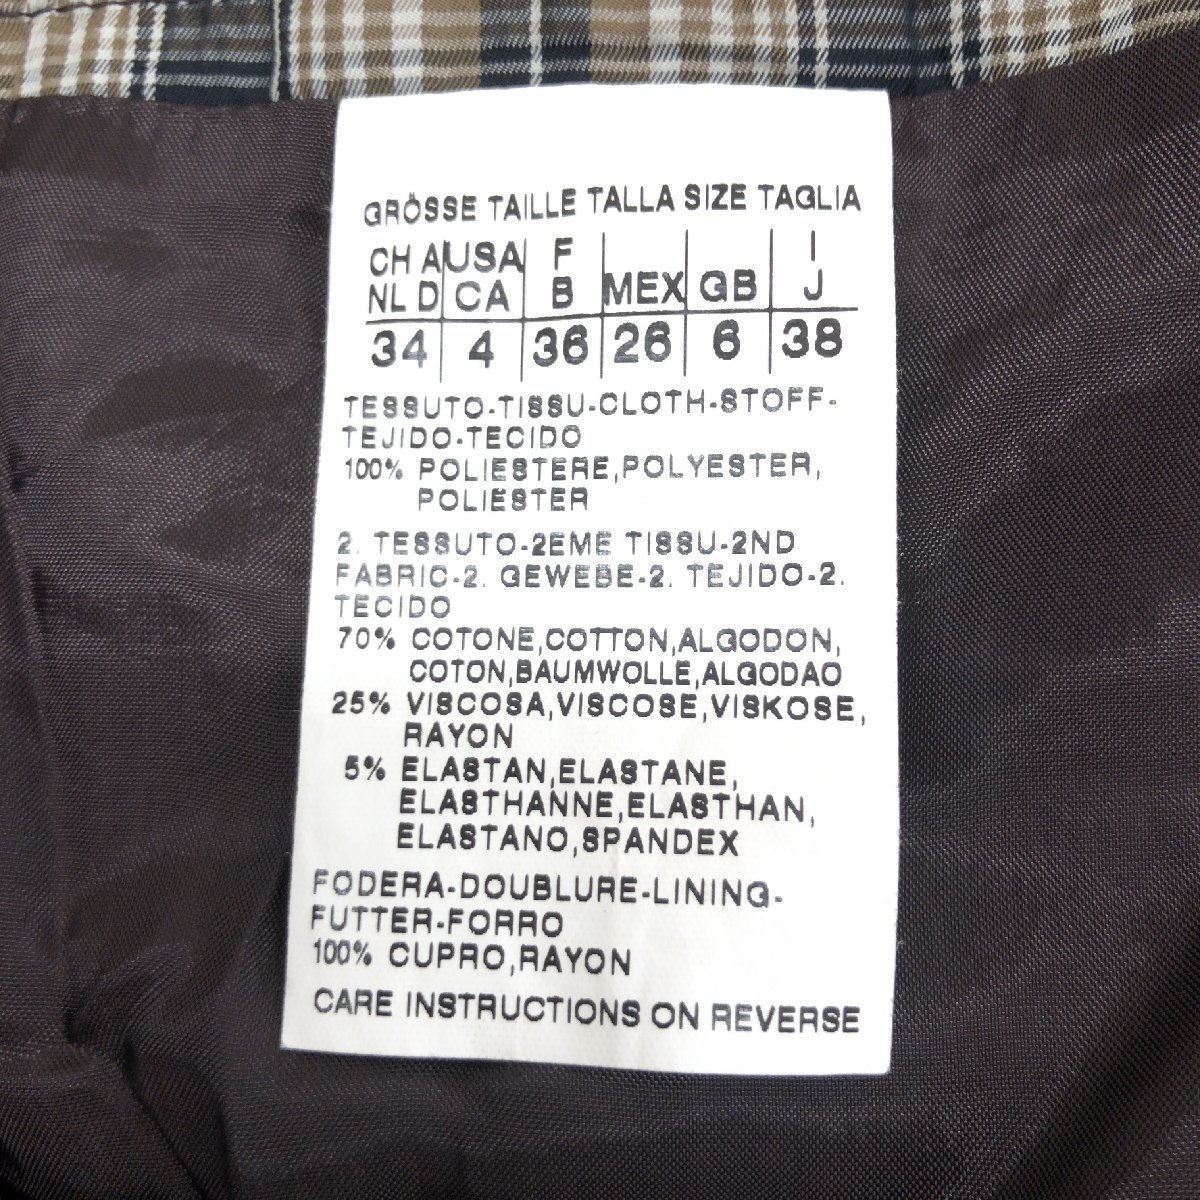 GRÖSSE TAILLE TALLA SIZE TAGLIA
CH A USA F MEX GB I
NL D CA B J
34 4 36 26 6 38
TESSUTO-TISSU-CLOTH-STOFF-
TEJIDO-TECIDO
100% POLIESTERE,POLYESTER,
POLIÉSTER
2. TESSUTO-2EME TISSU-2ND
FABRIC-2. GEWEBE-2. TEJIDO-2.
TECIDO
70% COTONE,COTTON,ALGODON,
COTON,BAUMWOLLE,ALGODAO
25% VISCOSA,VISCOSE,VISKOSE,
RAYON
5% ELASTAN,ELASTANE,
ELASTHANNE,ELASTHAN,
ELASTANO,SPANDEX
FODERA-DOUBLURE-LINING-
FUTTER-FORRO
100% CUPRO,RAYON
CARE INSTRUCTIONS ON REVERSE